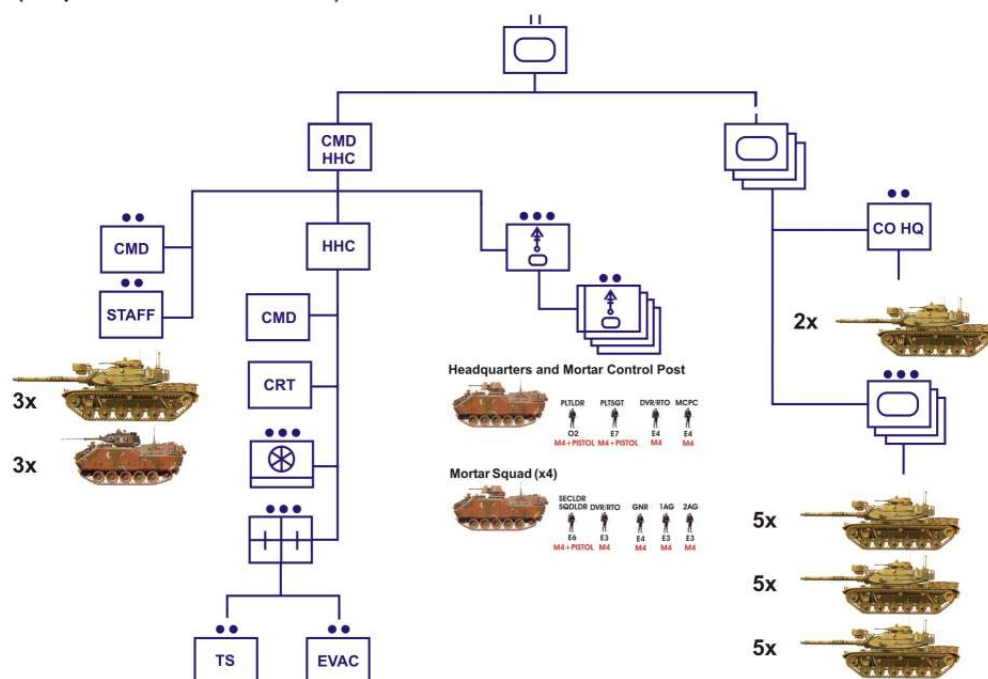 CMD
HHC
CMD
STAFF
3x
3x
HHC
CMD
CRT
TS
EVAC
Headquarters and Mortar Control Post
PLTLDR PLTSGT DVR/RTO MCPC
O2 E7 E4 E4
M4+PISTOL M4+PISTOL M4 M4
Mortar Squad (x4)
SECLDR
SQDLDR DVR/RTO GNR 1AG 2AG
E6 E3 E4 E3 E3
M4+PISTOL M4 M4 M4 M4
CO HQ
2x
5x
5x
5x